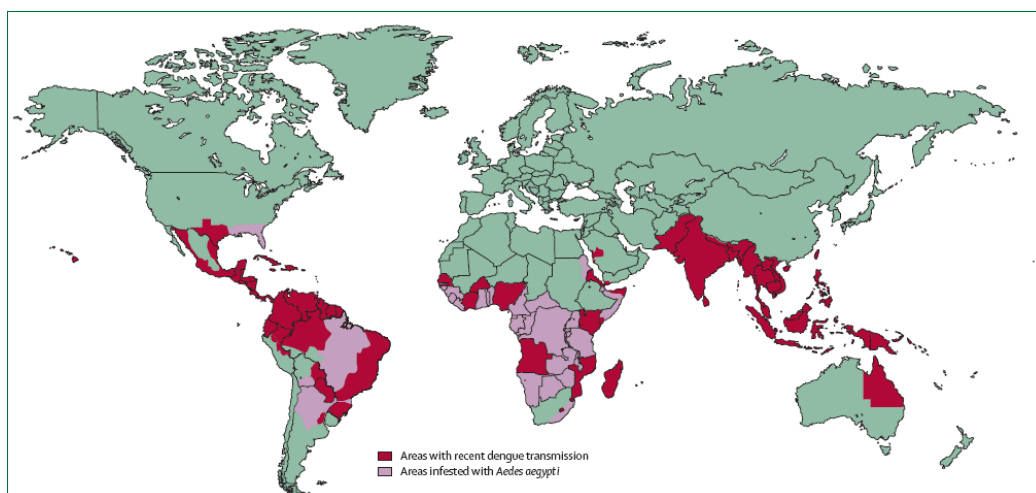 Areas with recent dengue transmission
Areas infested with Aedes aegypti